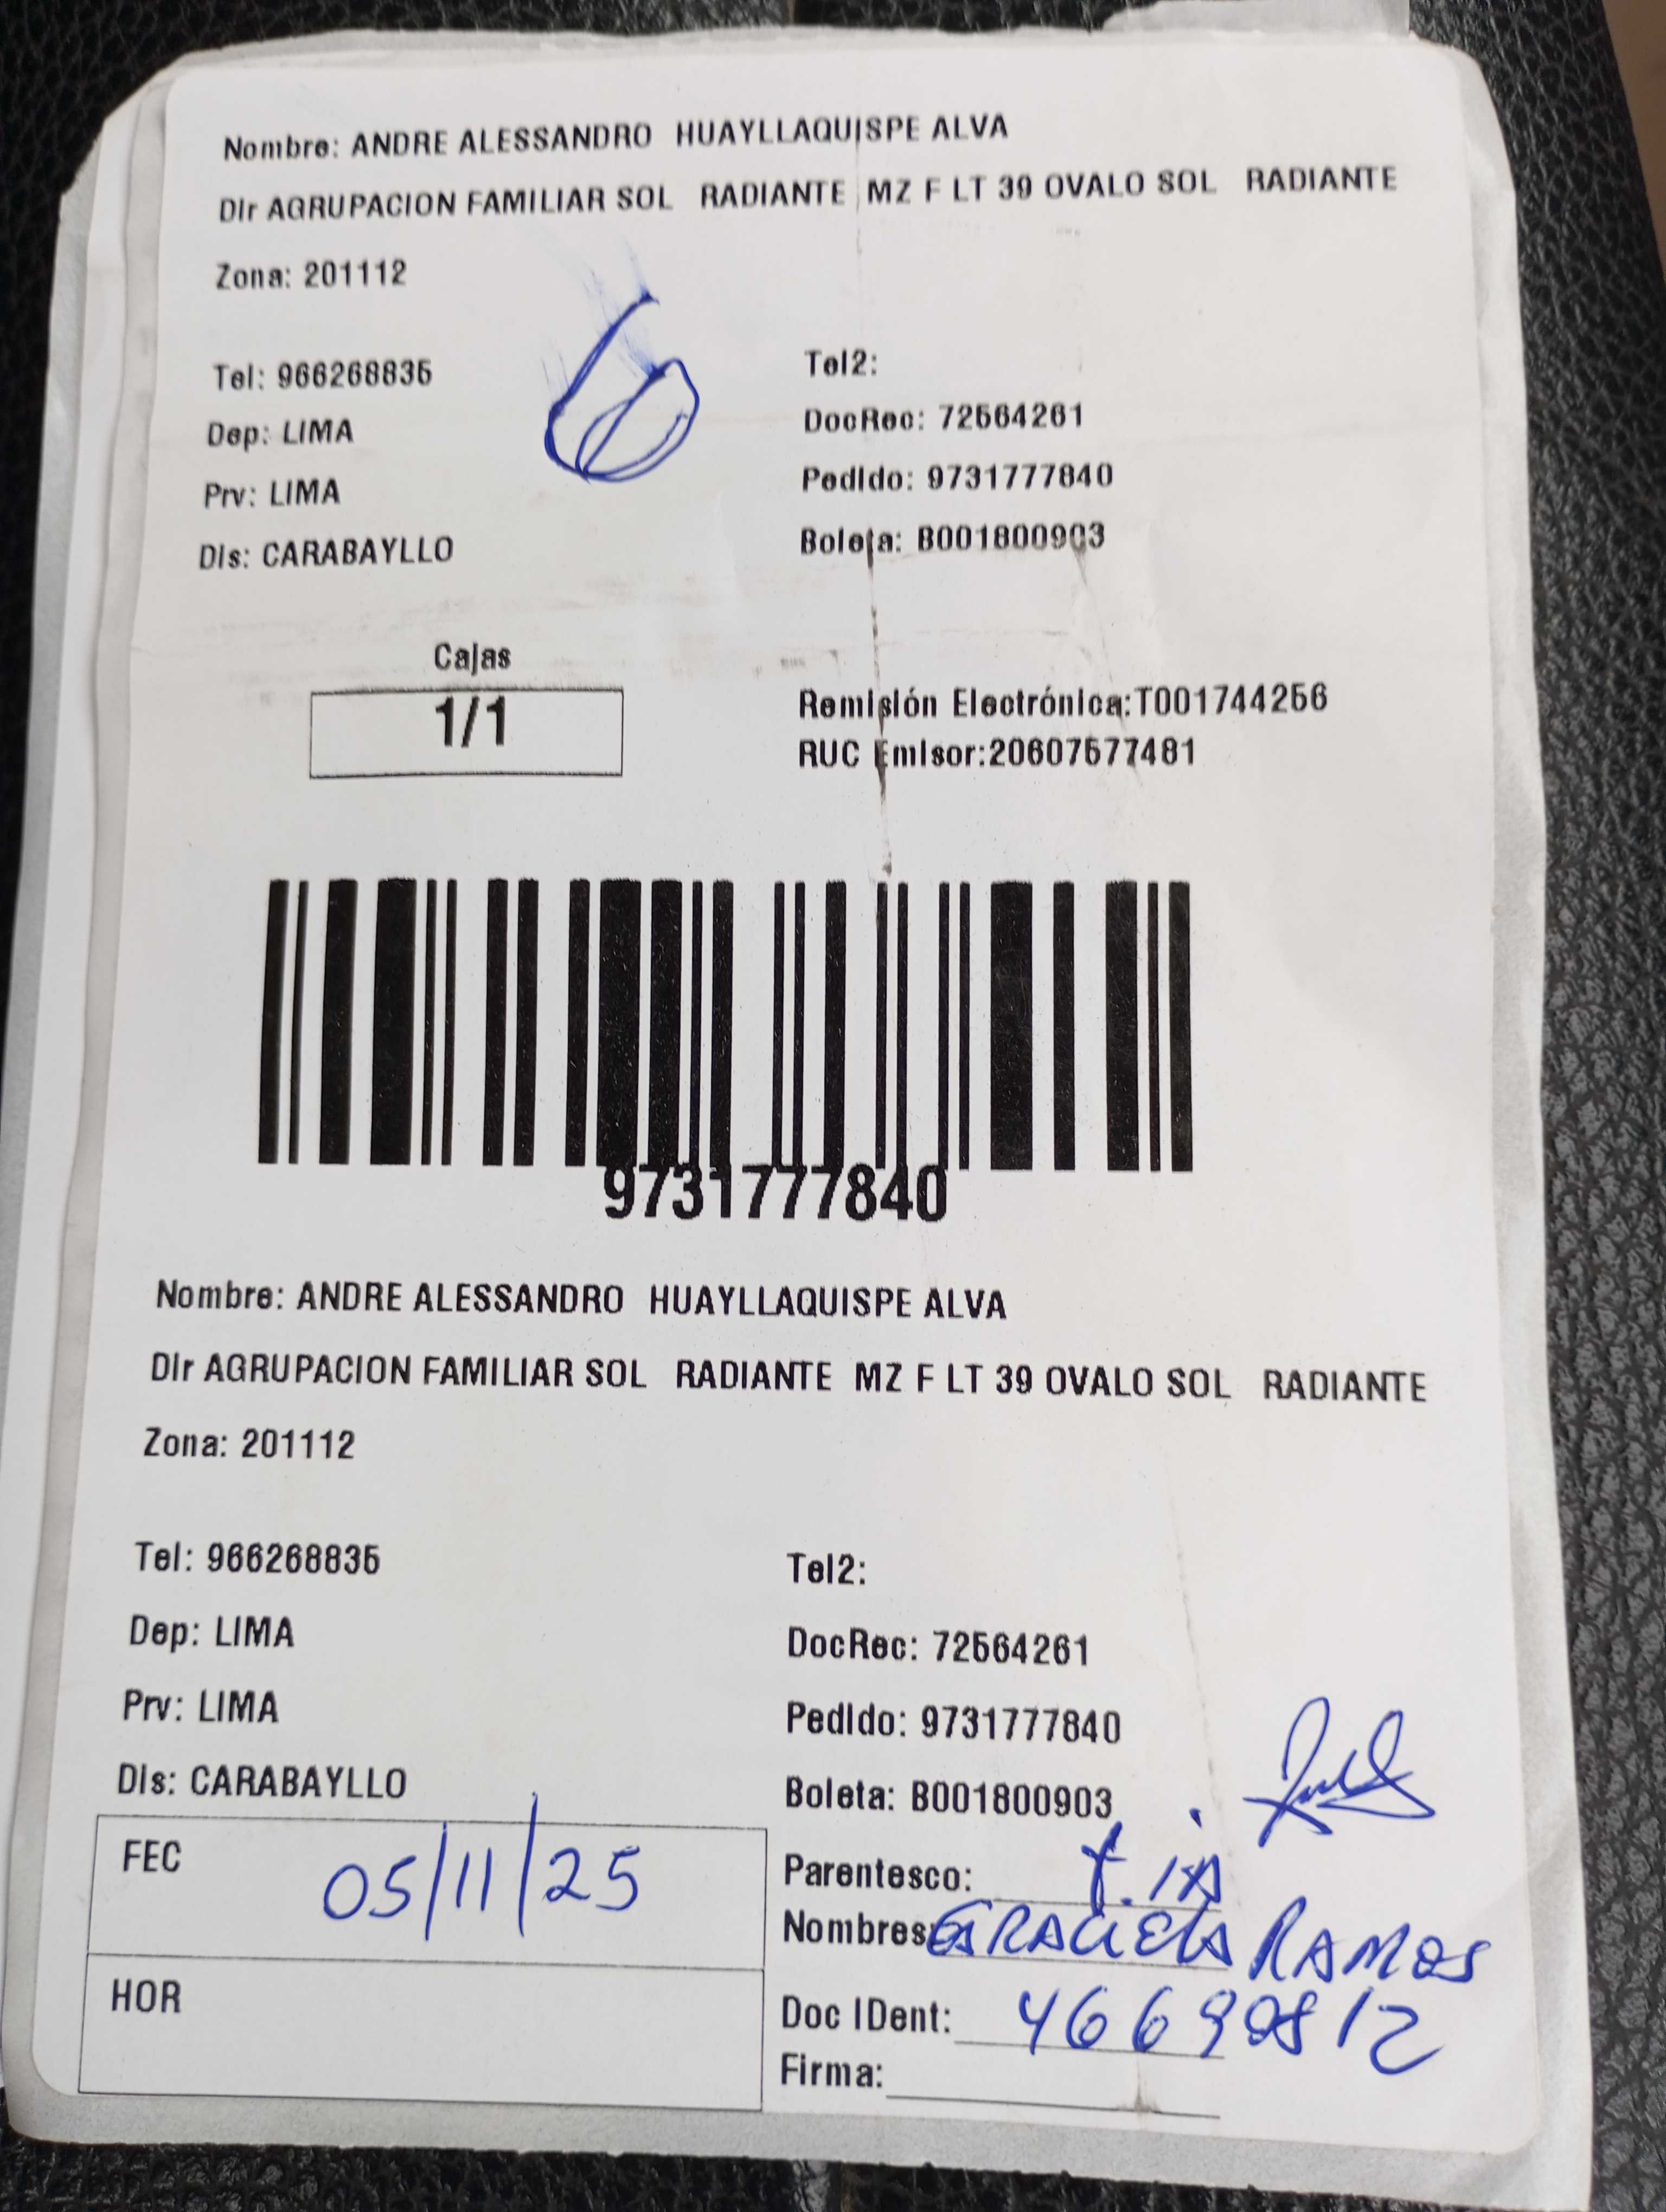 Nombre: ANDRE ALESSANDRO HUAYLLAQUISPE ALVA
Dir AGRUPACION FAMILIAR SOL RADIANTE MZ F LT 39 OVALO SOL RADIANTE
Zona: 201112
6
Tel: 966268835 Tel2:
Dep: LIMA DocRec: 72564261
Prv: LIMA Pedido: 9731777840
Dis: CARABAYLLO Boleta: B001800903
Cajas
1/1
Remisión Electrónica:T001744256
RUC Emisor:20607577481
9731777840
Nombre: ANDRE ALESSANDRO HUAYLLAQUISPE ALVA
Dir AGRUPACION FAMILIAR SOL RADIANTE MZ F LT 39 OVALO SOL RADIANTE
Zona: 201112
Tel: 966268835 Tel2:
Dep: LIMA DocRec: 72564261
Prv: LIMA Pedido: 9731777840
Dis: CARABAYLLO Boleta: B001800903
FEC 05/11/25
HOR
Parentesco: TIA
Nombres: GRACIELA RAMOS
Doc IDent:
Firma: